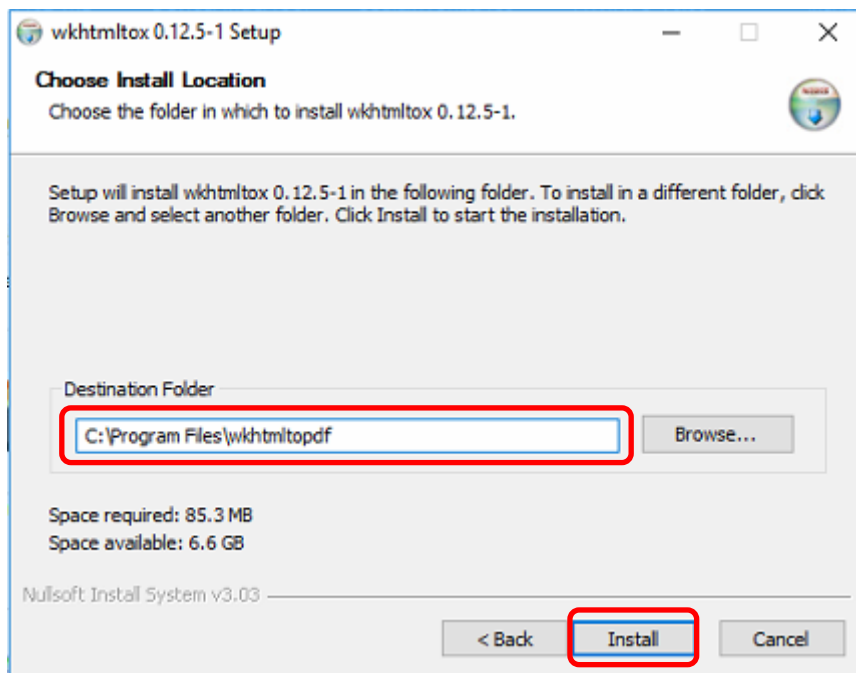 wkhtmltox 0.12.5-1 Setup
Choose Install Location
Choose the folder in which to install wkhtmltox 0.12.5-1.
Setup will install wkhtmltox 0.12.5-1 in the following folder. To install in a different folder, click
Browse and select another folder. Click Install to start the installation.
Destination Folder
C:\Program Files\wkhtmltopdf
Browse...
Space required: 85.3 MB
Space available: 6.6 GB
Nullsoft Install System v3.03
< Back Install Cancel